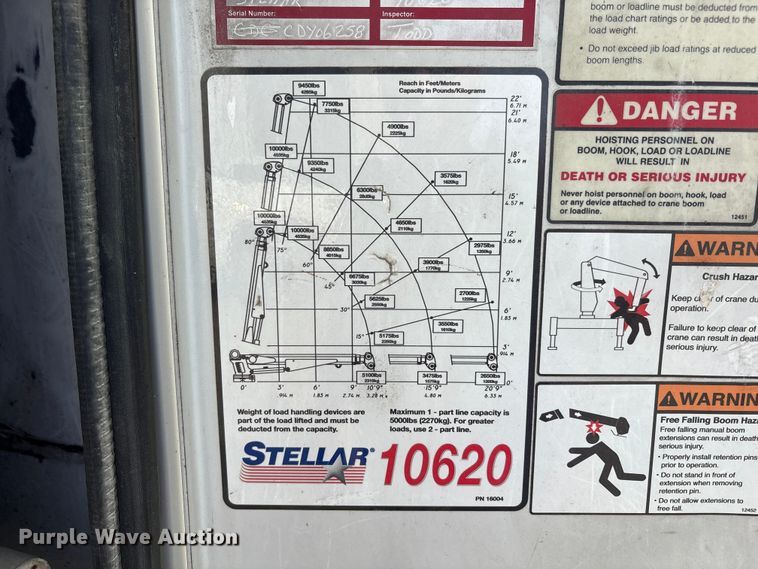 Serial Number:
Inspector:
CDY06258
TODD
boom or loadline must be deducted from
the load chart ratings or be added to the
load weight.
• Do not exceed jib load ratings at reduced
boom lengths.
DANGER
HOISTING PERSONNEL ON
BOOM, HOOK, LOAD OR LOADLINE
WILL RESULT IN
DEATH OR SERIOUS INJURY
Never hoist personnel on boom, hook, load
or any device attached to crane boom
or loadline.
12451
WARN
Crush Hazar
Keep of crane du
operation.
Failure to keep clear of
crane can result in death
serious injury.
WARNIN
Free Falling Boom Haza
Free falling manual boom
extensions can result in death
serious injury.
• Properly install retention pins
prior to operation.
• Do not stand in front of
extension when removing
retention pin.
• Do not allow extensions to
free fall.
12452
Reach in Feet/Meters
Capacity in Pounds/Kilograms
9450lbs
4285kg
7750lbs
3315kg
22'
6.71 M
21'
6.40 M
4900lbs
2225kg
10000lbs
4535kg
9350lbs
4240kg
18'
5.49 M
3575lbs
1620kg
6300lbs
15'
4.57 M
10000lbs
4535kg
10000lbs
4535kg
4650lbs
2110kg
12'
3.66 M
80°
75°
60°
45°
30°
15°
8850lbs
4015kg
2975lbs
1350kg
3900lbs
1770kg
9'
2.74 M
6675lbs
3030kg
2700lbs
1225kg
5625lbs
2550kg
6'
1.83 M
3550lbs
1610kg
5175lbs
3'
.914 M
5100lbs
2310kg
3475lbs
1575kg
2650lbs
1200kg
0'
0' 3' 6' 9' 10'9" 15'9" 20'9"
.914 M 1.83 M 2.74 M 3.28 M 4.80 M 6.33 M
Weight of load handling devices are
part of the load lifted and must be
deducted from the capacity.
Maximum 1 - part line capacity is
5000lbs (2270kg). For greater
loads, use 2 - part line.
STELLAR® 10620
PN 16004
Purple Wave Auction